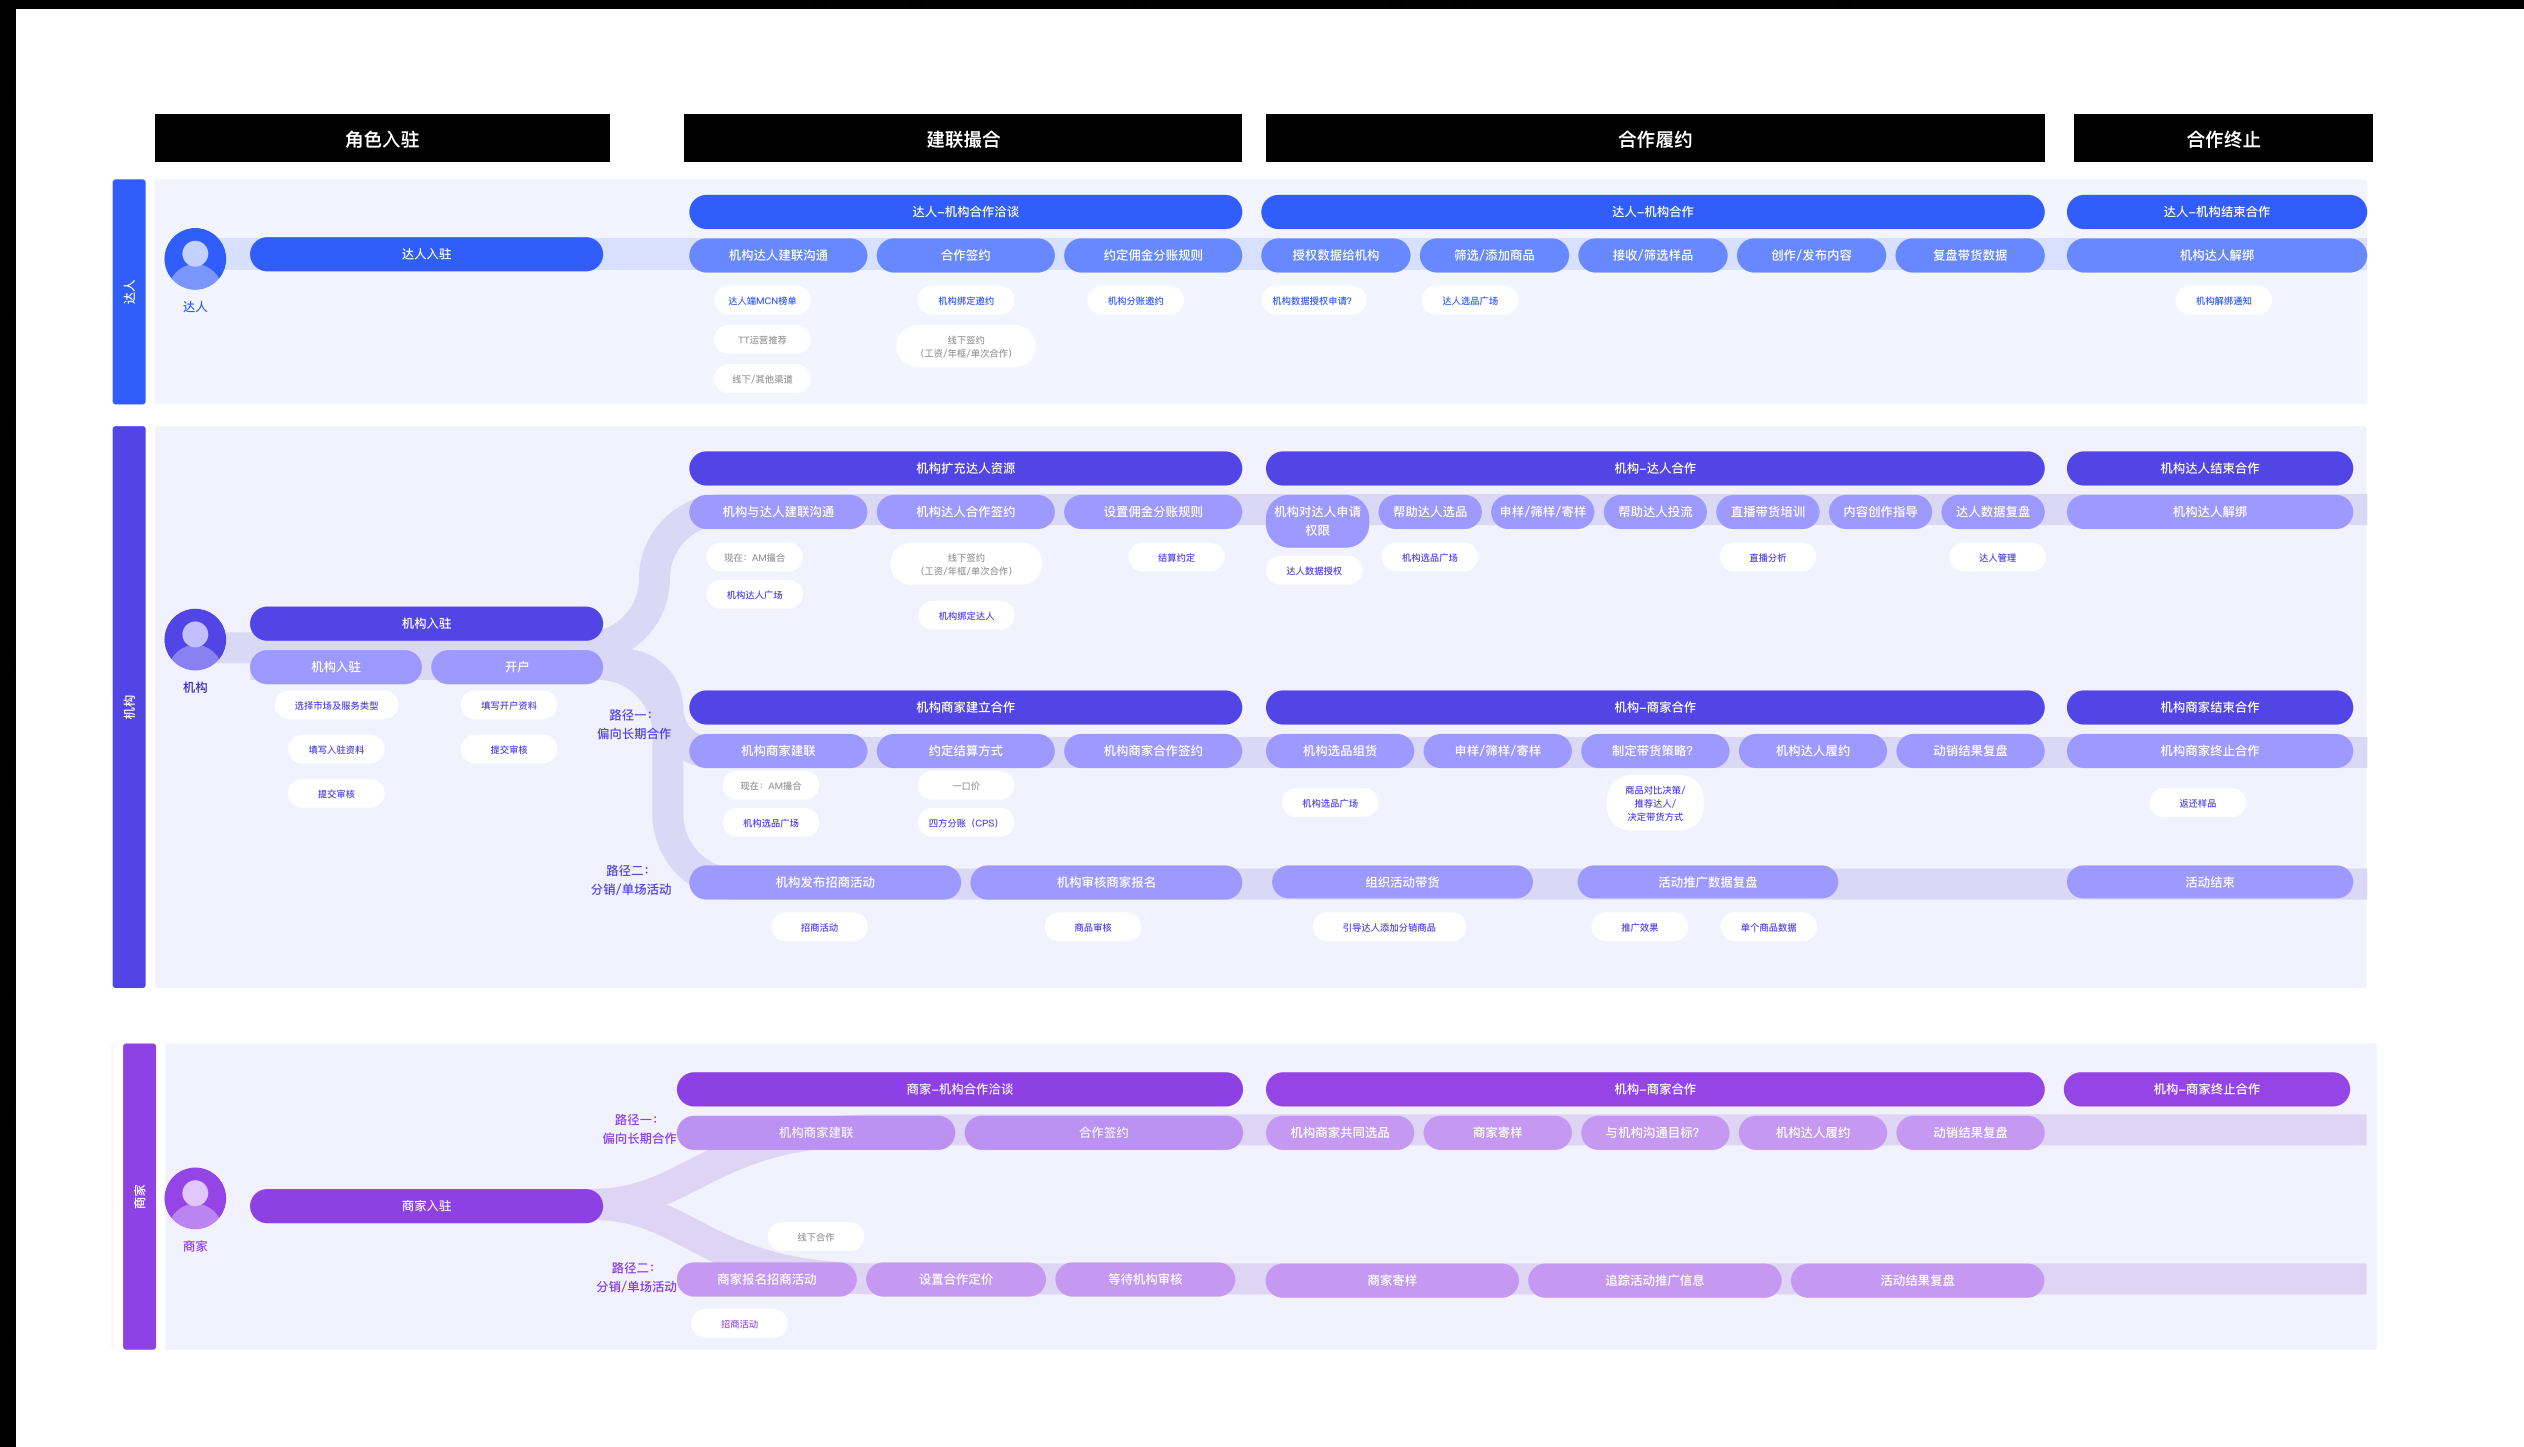 角色入驻
建联撮合
合作履约
合作终止
达人
达人
达人入驻
达人-机构合作洽谈
机构达人建联沟通
合作签约
约定佣金分账规则
达人端MCN榜单
TT运营推荐
线下/其他渠道
机构绑定邀约
线下签约
(工资/年框/单次合作)
机构分账邀约
达人-机构合作
授权数据给机构
筛选/添加商品
接收/筛选样品
创作/发布内容
复盘带货数据
机构数据授权申请?
达人选品广场
达人-机构结束合作
机构达人解绑
机构解绑通知
机构
机构
机构入驻
机构入驻
开户
选择市场及服务类型
填写入驻资料
提交审核
填写开户资料
提交审核
机构扩充达人资源
机构与达人建联沟通
机构达人合作签约
设置佣金分账规则
现在：AM撮合
机构达人广场
线下签约
(工资/年框/单次合作)
机构绑定达人
结算约定
机构-达人合作
机构对达人申请
权限
帮助达人选品
申样/筛样/寄样
帮助达人投流
直播带货培训
内容创作指导
达人数据复盘
达人数据授权
机构选品广场
直播分析
达人管理
机构达人结束合作
机构达人解绑
路径一：
偏向长期合作
机构商家建立合作
机构商家建联
约定结算方式
机构商家合作签约
现在：AM撮合
机构选品广场
一口价
四方分账（CPS）
机构-商家合作
机构选品组货
申样/筛样/寄样
制定带货策略?
机构达人履约
动销结果复盘
机构选品广场
商品对比决策/
推荐达人/
决定带货方式
机构商家结束合作
机构商家终止合作
返还样品
路径二：
分销/单场活动
机构发布招商活动
机构审核商家报名
招商活动
商品审核
组织活动带货
活动推广数据复盘
引导达人添加分销商品
推广效果
单个商品数据
活动结束
商家
商家
商家入驻
路径一：
偏向长期合作
商家-机构合作洽谈
机构商家建联
合作签约
机构-商家合作
机构商家共同选品
商家寄样
与机构沟通目标?
机构达人履约
动销结果复盘
机构-商家终止合作
线下合作
路径二：
分销/单场活动
商家报名招商活动
设置合作定价
等待机构审核
招商活动
商家寄样
追踪活动推广信息
活动结果复盘